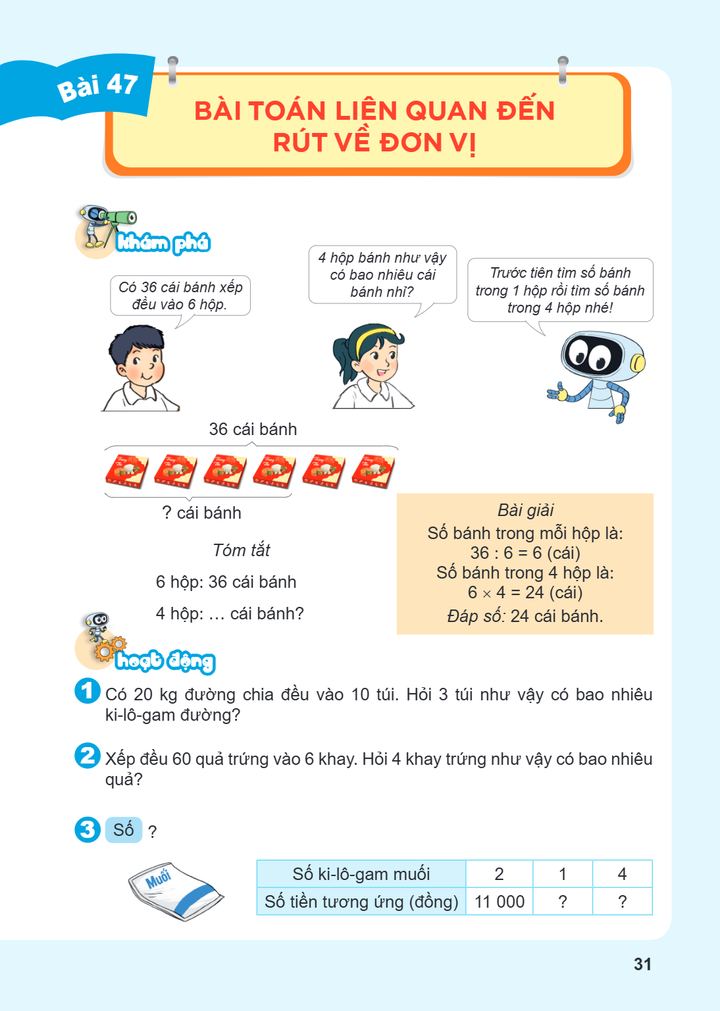 Bài 47
BÀI TOÁN LIÊN QUAN ĐẾN
RÚT VỀ ĐƠN VỊ
khám phá
Có 36 cái bánh xếp
đều vào 6 hộp.
4 hộp bánh như vậy
có bao nhiêu cái
bánh nhỉ?
Trước tiên tìm số bánh
trong 1 hộp rồi tìm số bánh
trong 4 hộp nhé!
36 cái bánh
? cái bánh
Tóm tắt
6 hộp: 36 cái bánh
4 hộp: ... cái bánh?
Bài giải
Số bánh trong mỗi hộp là:
36 : 6 = 6 (cái)
Số bánh trong 4 hộp là:
6 × 4 = 24 (cái)
Đáp số: 24 cái bánh.
hoạt động
1 Có 20 kg đường chia đều vào 10 túi. Hỏi 3 túi như vậy có bao nhiêu
ki-lô-gam đường?
2 Xếp đều 60 quả trứng vào 6 khay. Hỏi 4 khay trứng như vậy có bao nhiêu
quả?
3 Số ?
Muối
Số ki-lô-gam muối 2 1 4
Số tiền tương ứng (đồng) 11 000 ? ?
31